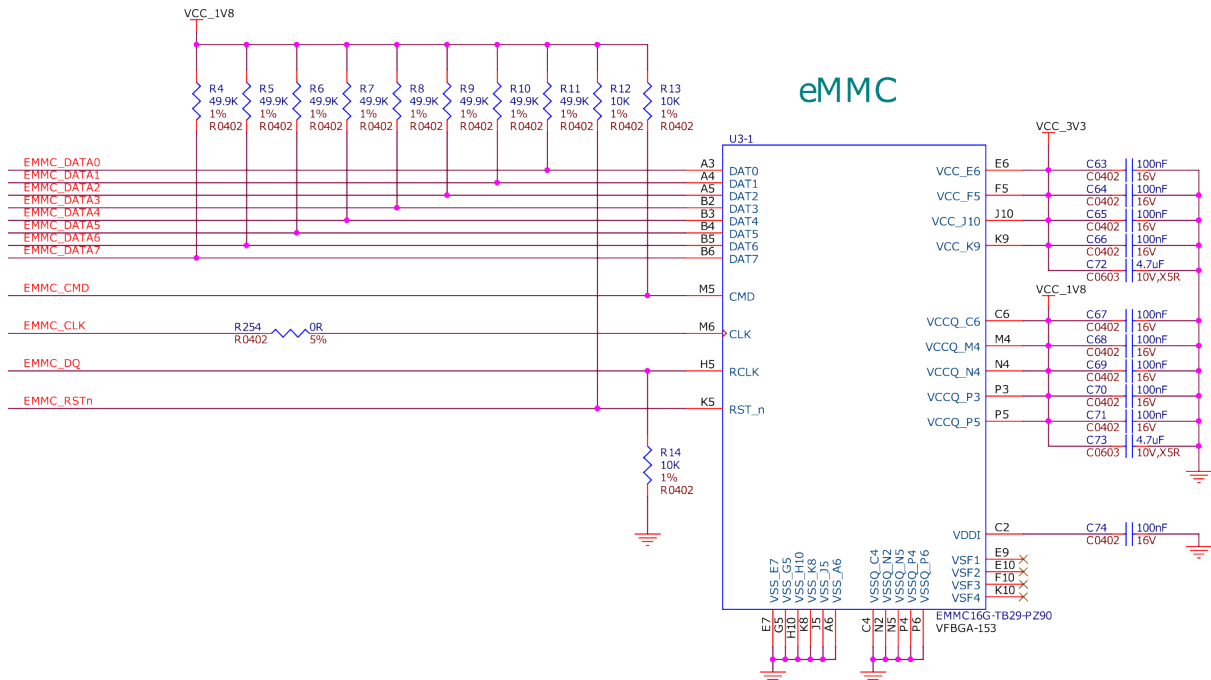 VCC_1V8
R4
49.9K
1%
R0402
R5
49.9K
1%
R0402
R6
49.9K
1%
R0402
R7
49.9K
1%
R0402
R8
49.9K
1%
R0402
R9
49.9K
1%
R0402
R10
49.9K
1%
R0402
R11
49.9K
1%
R0402
R12
10K
1%
R0402
R13
10K
1%
R0402
eMMC
U3-1
EMMC_DATA0
EMMC_DATA1
EMMC_DATA2
EMMC_DATA3
EMMC_DATA4
EMMC_DATA5
EMMC_DATA6
EMMC_DATA7
EMMC_CMD
EMMC_CLK
R254
R0402
0R
5%
EMMC_DQ
EMMC_RSTn
R14
10K
1%
R0402
A3 DAT0
A4 DAT1
A5 DAT2
B2 DAT3
B3 DAT4
B4 DAT5
B5 DAT6
B6 DAT7
M5 CMD
M6 CLK
H5 RCLK
K5 RST_n
VCC_3V3
VCC_E6 E6
VCC_F5 F5
VCC_J10 J10
VCC_K9 K9
C63 100nF
C0402 16V
C64 100nF
C0402 16V
C65 100nF
C0402 16V
C66 100nF
C0402 16V
C72 4.7uF
C0603 10V,X5R
VCC_1V8
VCCQ_C6 C6
VCCQ_M4 M4
VCCQ_N4 N4
VCCQ_P3 P3
VCCQ_P5 P5
C67 100nF
C0402 16V
C68 100nF
C0402 16V
C69 100nF
C0402 16V
C70 100nF
C0402 16V
C71 100nF
C0402 16V
C73 4.7uF
C0603 10V,X5R
VDDI C2
C74 100nF
C0402 16V
VSF1 E9
VSF2 E10
VSF3 F10
VSF4 K10
VSS_E7
VSS_G5
VSS_H10
VSS_K8
VSS_J5
VSS_A6
VSSQ_C4
VSSQ_N2
VSSQ_N5
VSSQ_P4
VSSQ_P6
E7
G5
H10
K8
J5
A6
C4
N2
N5
P4
P6
EMMC16G-TB29-PZ90
VFBGA-153